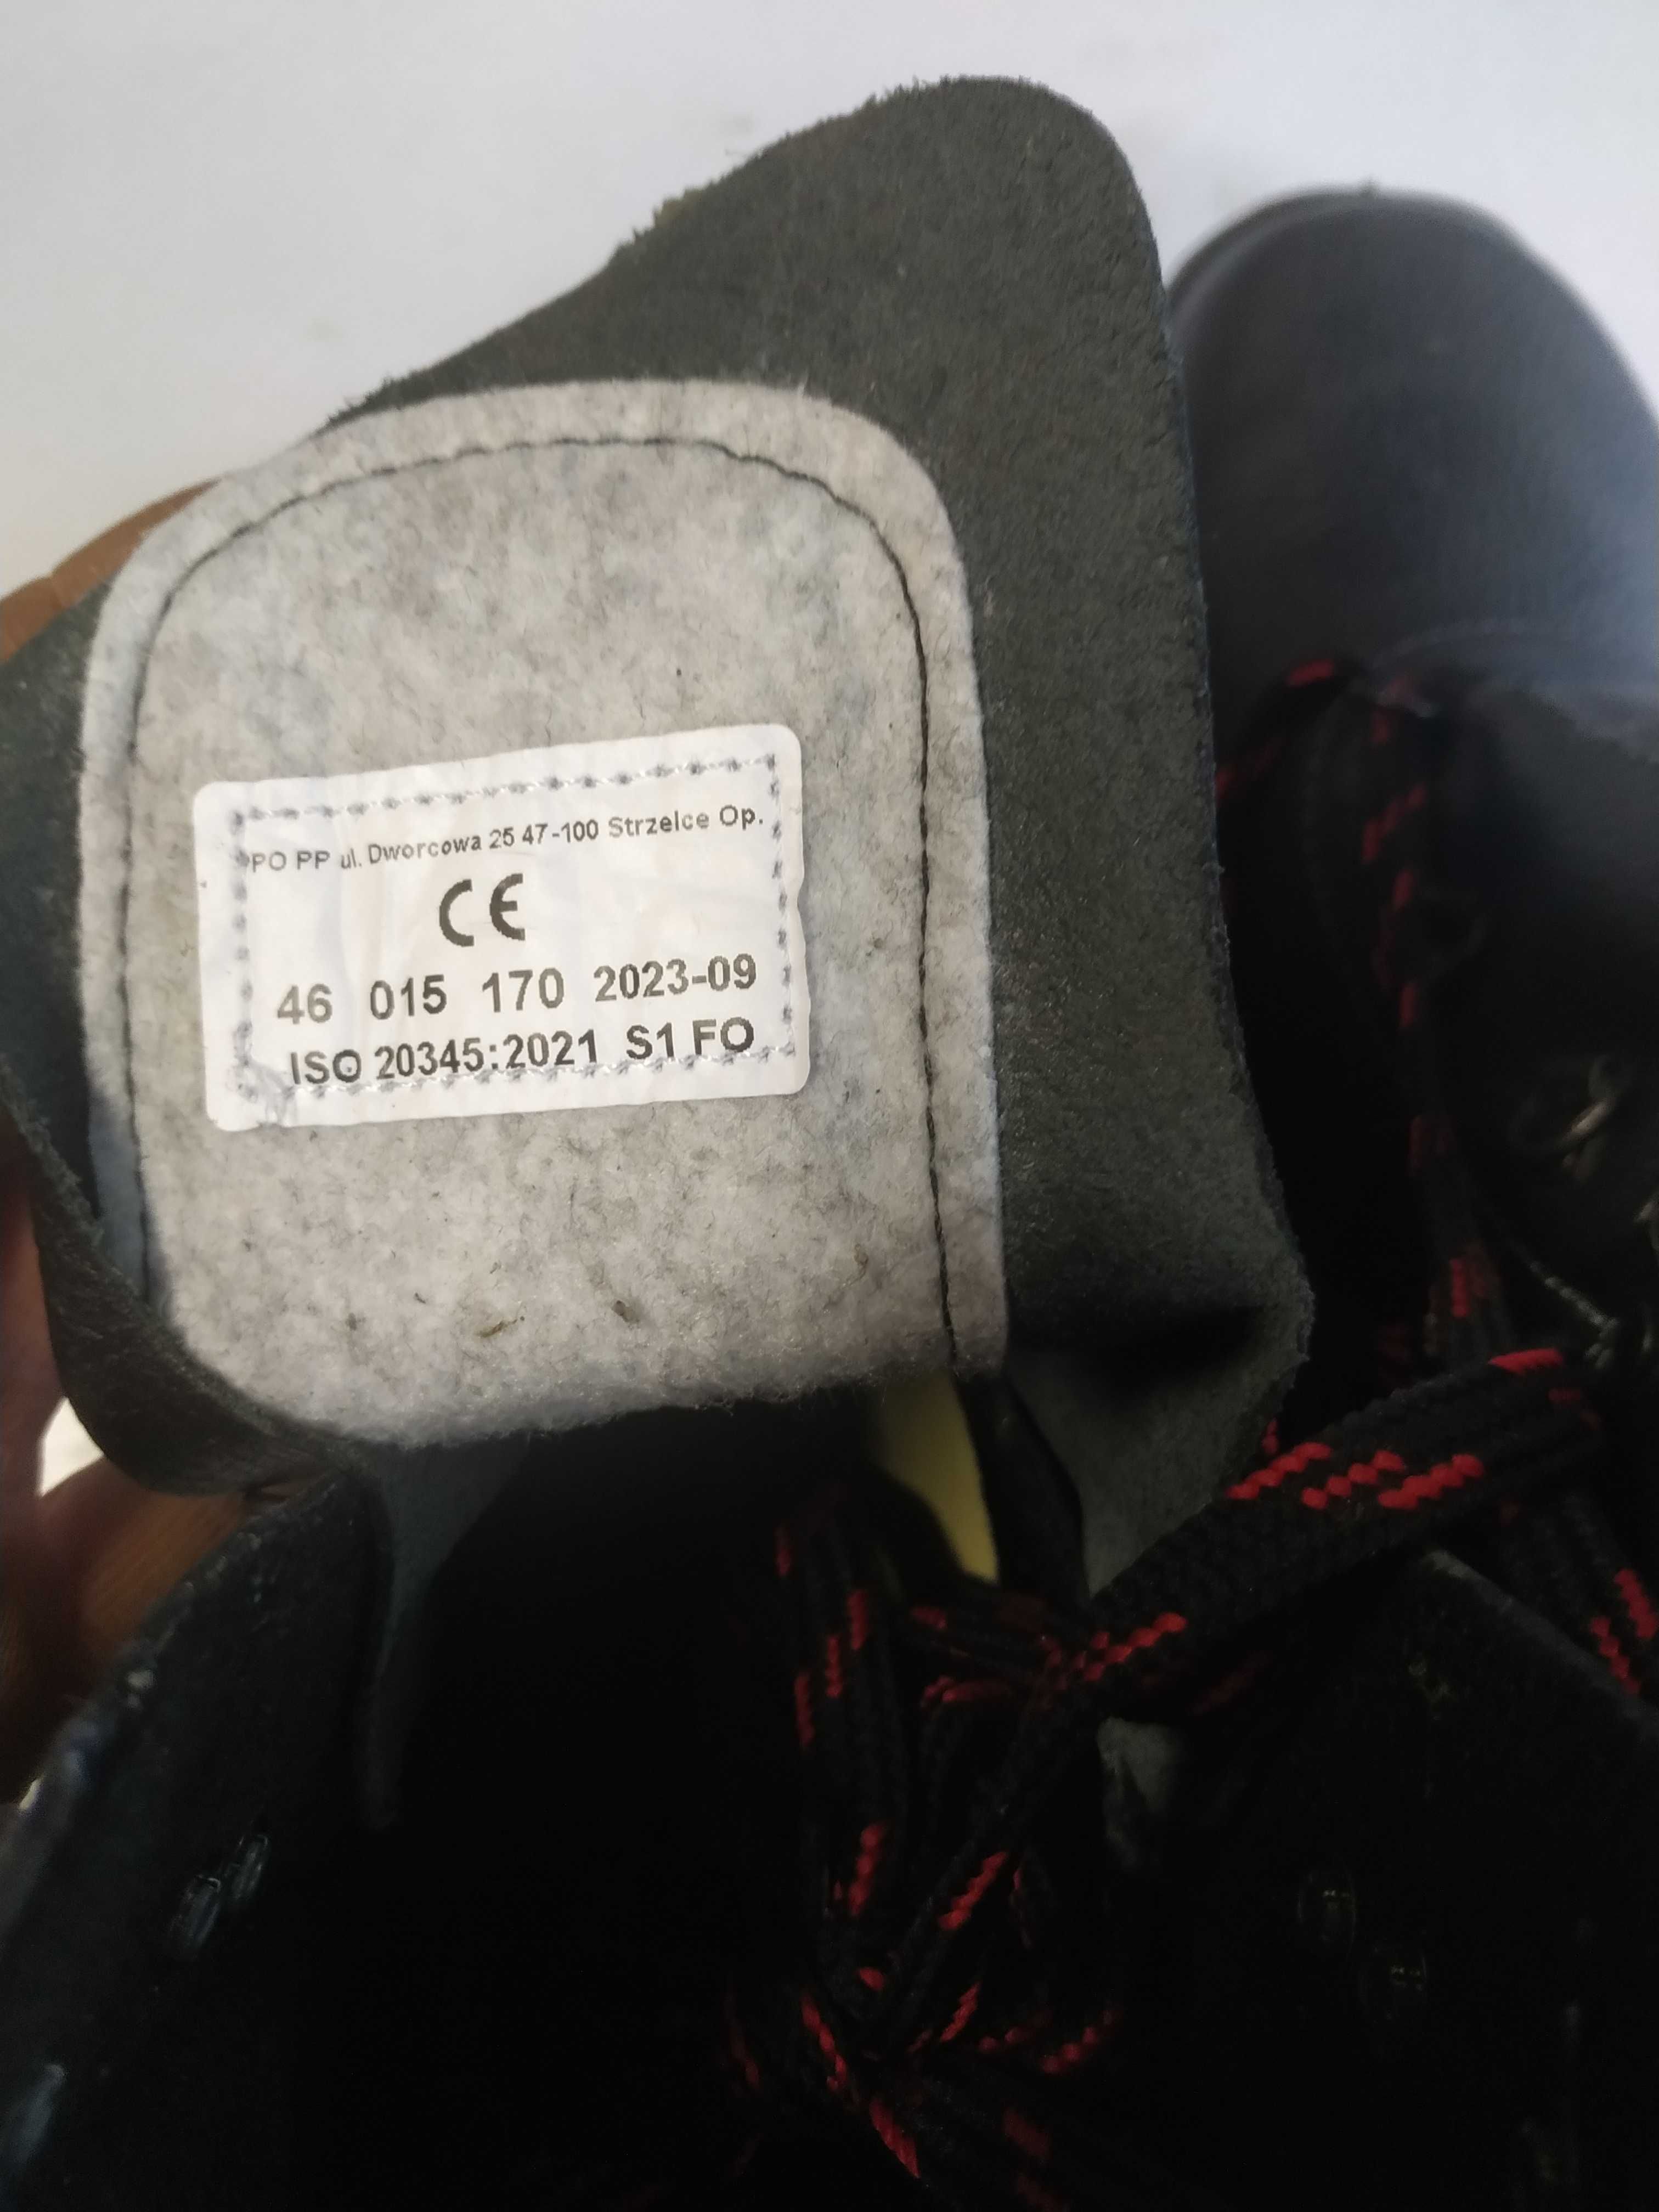 PO PP ul. Dworcowa 25 47-100 Strzelce Op.
CE
46 015 170 2023-09
ISO 20345:2021 S1 FO